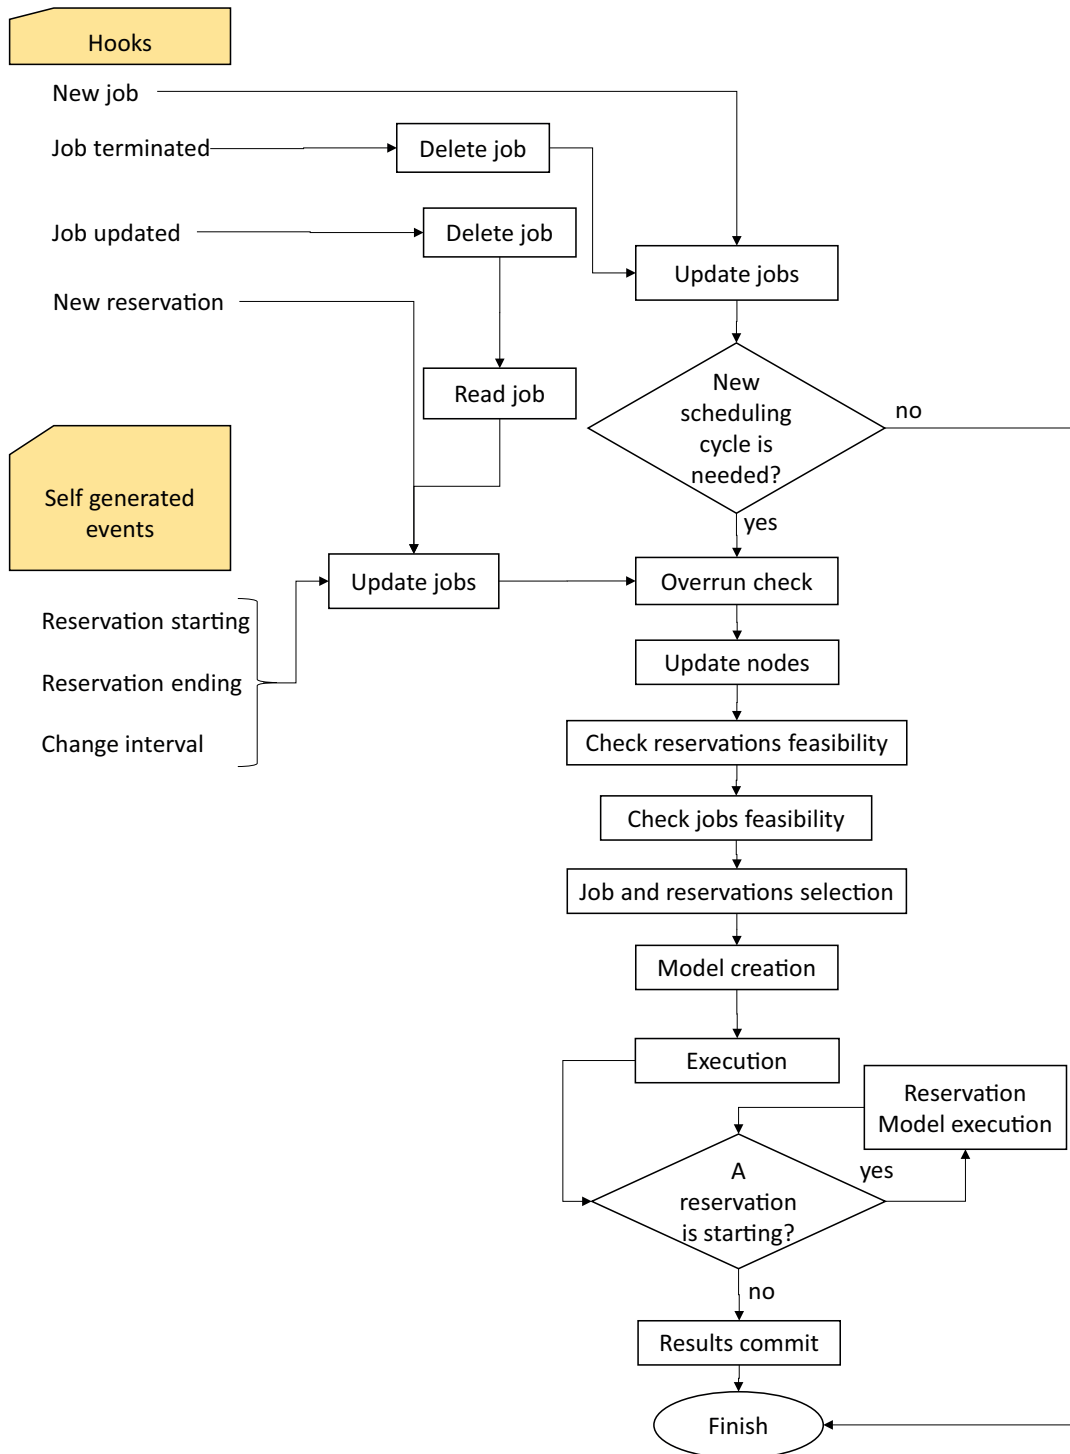 Hooks
New job
Job terminated
Delete job
Job updated
Delete job
Update jobs
New reservation
New
scheduling
cycle is
needed?
no
Read job
yes
Self generated
events
Update jobs
Overrun check
Reservation starting
Update nodes
Reservation ending
Check reservations feasibility
Change interval
Check jobs feasibility
Job and reservations selection
Model creation
Execution
Reservation
Model execution
A
reservation
is starting?
yes
no
Results commit
Finish